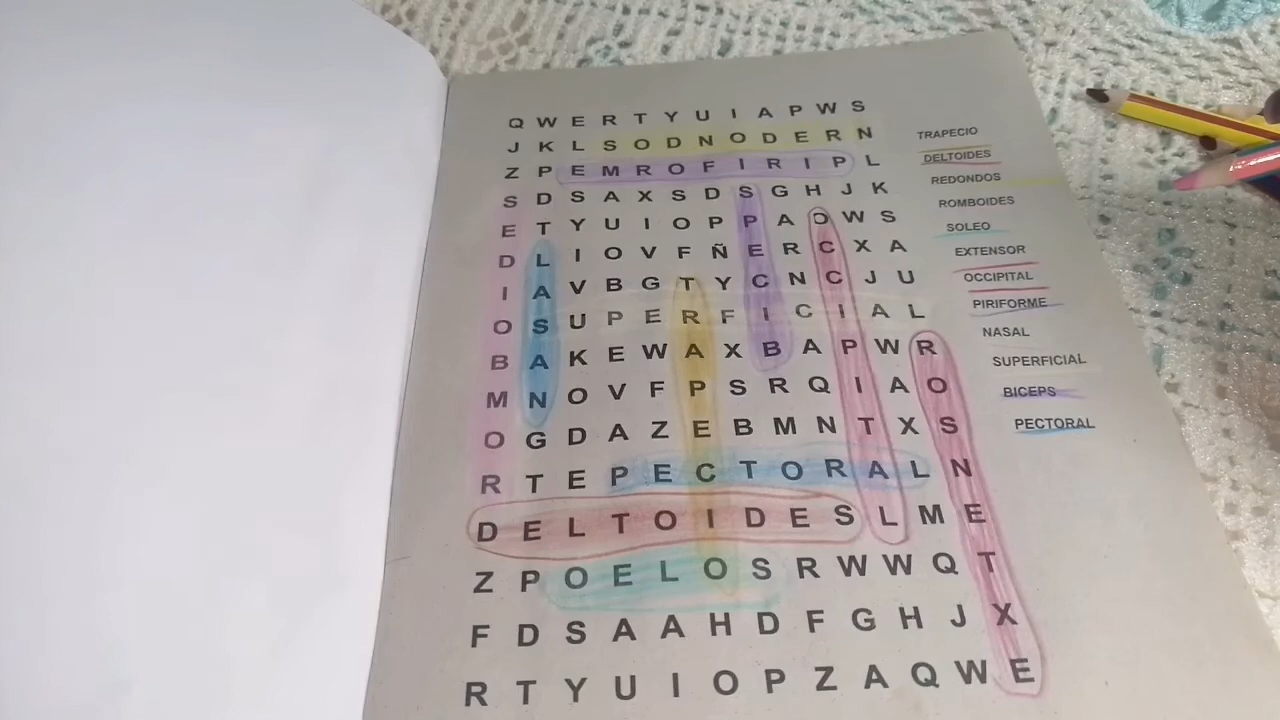 Q W E R T Y U I A P W S
J K L S O D N O D E R N
Z P E M R O F I R I P L
S D S A X S D S G H J K
E T Y U I O P P A O W S
D L I O V F Ñ E R C X A
I A V B G T Y C N C J U
O S U P E R F I C I A L
B A K E W A X B A P W R
M N O V F P S R Q I A O
O G D A Z E B M N T X S
R T E P E C T O R A L N
D E L T O I D E S L M E
Z P O E L O S R W W Q T
F D S A A H D F G H J X
R T Y U I O P Z A Q W E
TRAPECIO
DELTOIDES
REDONDOS
ROMBOIDES
SOLEO
EXTENSOR
OCCIPITAL
PIRIFORME
NASAL
SUPERFICIAL
BICEPS
PECTORAL